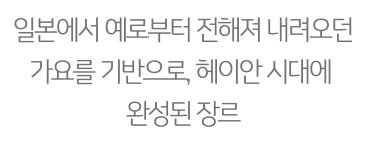 일본에서 예로부터 전해져 내려오던
가요를 기반으로, 헤이안 시대에
완성된 장르